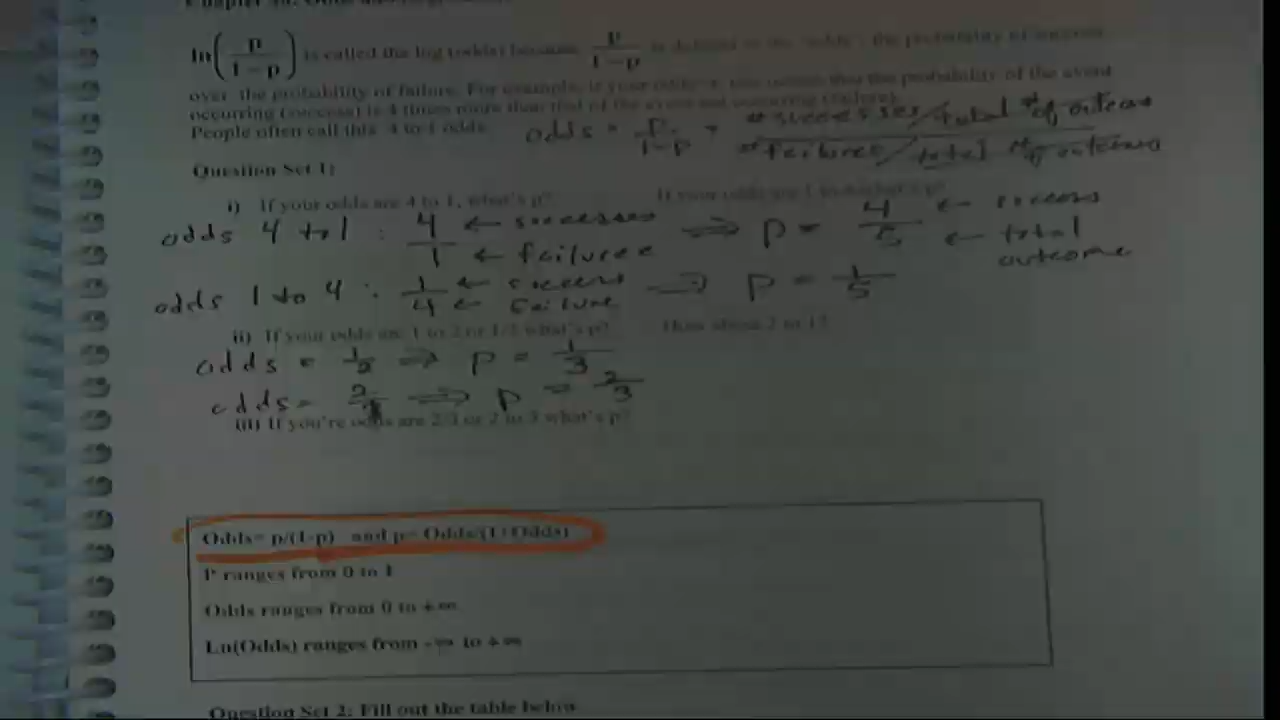 ln(p/1-p) is called the log (odds) because p/1-p is defined as the "odds", the probability of success
over the probability of failure. For example, if your odds=4, this means that the probability of the event
occurring (success) is 4 times more than that of the event not occurring (failure).
People often call this 4 to 1 odds. odds = p/1-p = # successes/total # of outcomes / # failures/total # of outcomes
Question Set 1:
i) If your odds are 4 to 1, what's p? If your odds are 1 to 4 what's p?
odds 4 to 1 : 4/1 ← successes ← failures ⇒ p = 4/5 ← success ← total outcome
odds 1 to 4 : 1/4 ← success ← failure ⇒ p = 1/5
ii) If your odds are 1 to 2 or 1/2 what's p? How about 2 to 1?
odds = 1/2 ⇒ p = 1/3
odds = 2/1 ⇒ p = 2/3
iii) If you're odds are 2/3 or 2 to 3 what's p?
Odds= p/(1-p) and p= Odds/(1+Odds)
P ranges from 0 to 1
Odds ranges from 0 to +∞
Ln(Odds) ranges from -∞ to +∞
Question Set 2: Fill out the table below